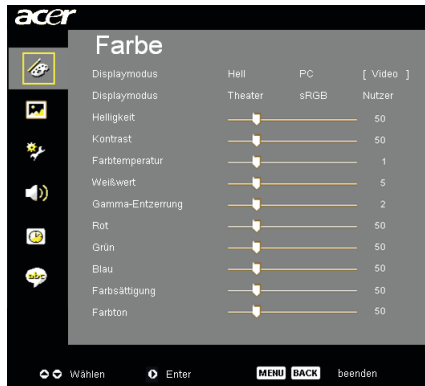 acer
Farbe
Displaymodus Hell PC [ Video ]
Displaymodus Theater sRGB Nutzer
Helligkeit 50
Kontrast 50
Farbtemperatur 1
Weißwert 5
Gamma-Entzerrung 2
Rot 50
Grün 50
Blau 50
Farbsättigung 50
Farbton 50
abc
Wählen Enter MENU BACK beenden